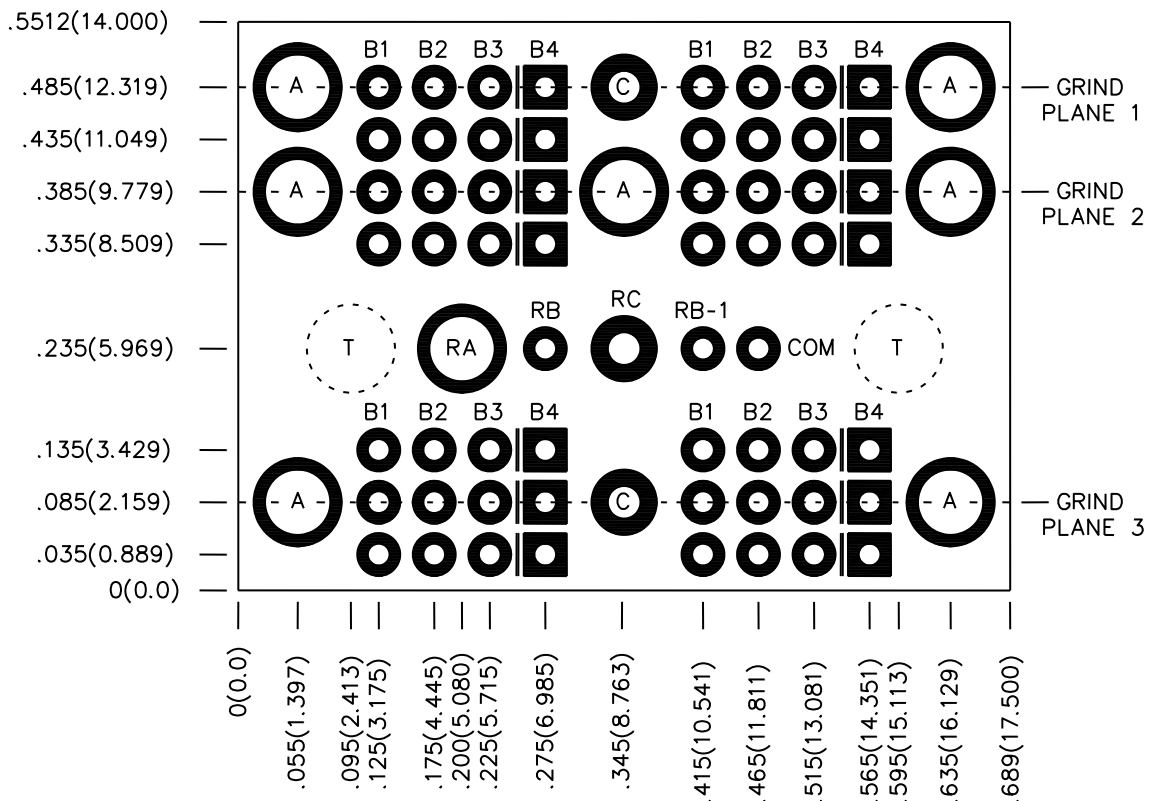 .5512(14.000)
B1 B2 B3 B4 B1 B2 B3 B4
.485(12.319) A C A GRIND
PLANE 1
.435(11.049)
.385(9.779) A A A GRIND
PLANE 2
.335(8.509)
RB RC RB-1
.235(5.969) T RA COM T
B1 B2 B3 B4 B1 B2 B3 B4
.135(3.429)
.085(2.159) A C A GRIND
PLANE 3
.035(0.889)
0(0.0)
0(0.0)
.055(1.397)
.095(2.413)
.125(3.175)
.175(4.445)
.200(5.080)
.225(5.715)
.275(6.985)
.345(8.763)
.415(10.541)
.465(11.811)
.515(13.081)
.565(14.351)
.595(15.113)
.635(16.129)
.689(17.500)